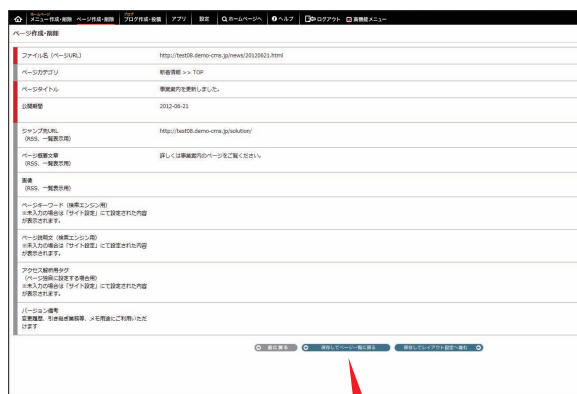 ホームページ
メニュー作成・削除 ページ作成・削除 ブログ ブログ作成・投稿 アプリ 設定 ホームページへ ヘルプ ログアウト 高機能メニュー
ページ作成・削除
ファイル名（ページURL） http://test08.demo-cms.jp/news/20120621.html
ページカテゴリ 新着情報 >> TOP
ページタイトル 事業案内を更新しました。
公開期間 2012-06-21
ジャンプ先URL http://test08.demo-cms.jp/solution/
（RSS、一覧表示用）
ページ概要文章 詳しくは事業案内のページをご覧ください。
（RSS、一覧表示用）
画像
（RSS、一覧表示用）
ページキーワード（検索エンジン用）
※未入力の場合は「サイト設定」にて設定された内容
が表示されます。
ページ説明文（検索エンジン用）
※未入力の場合は「サイト設定」にて設定された内容
が表示されます。
アクセス解析用タグ
（ページ独自に設定する場合用）
※未入力の場合は「サイト設定」にて設定された内容
が表示されます。
バージョン備考
変更履歴、引き継ぎ業務等、メモ用途にご利用いただ
けます
前に戻る 保存してページ一覧に戻る 保存してレイアウト設定へ進む